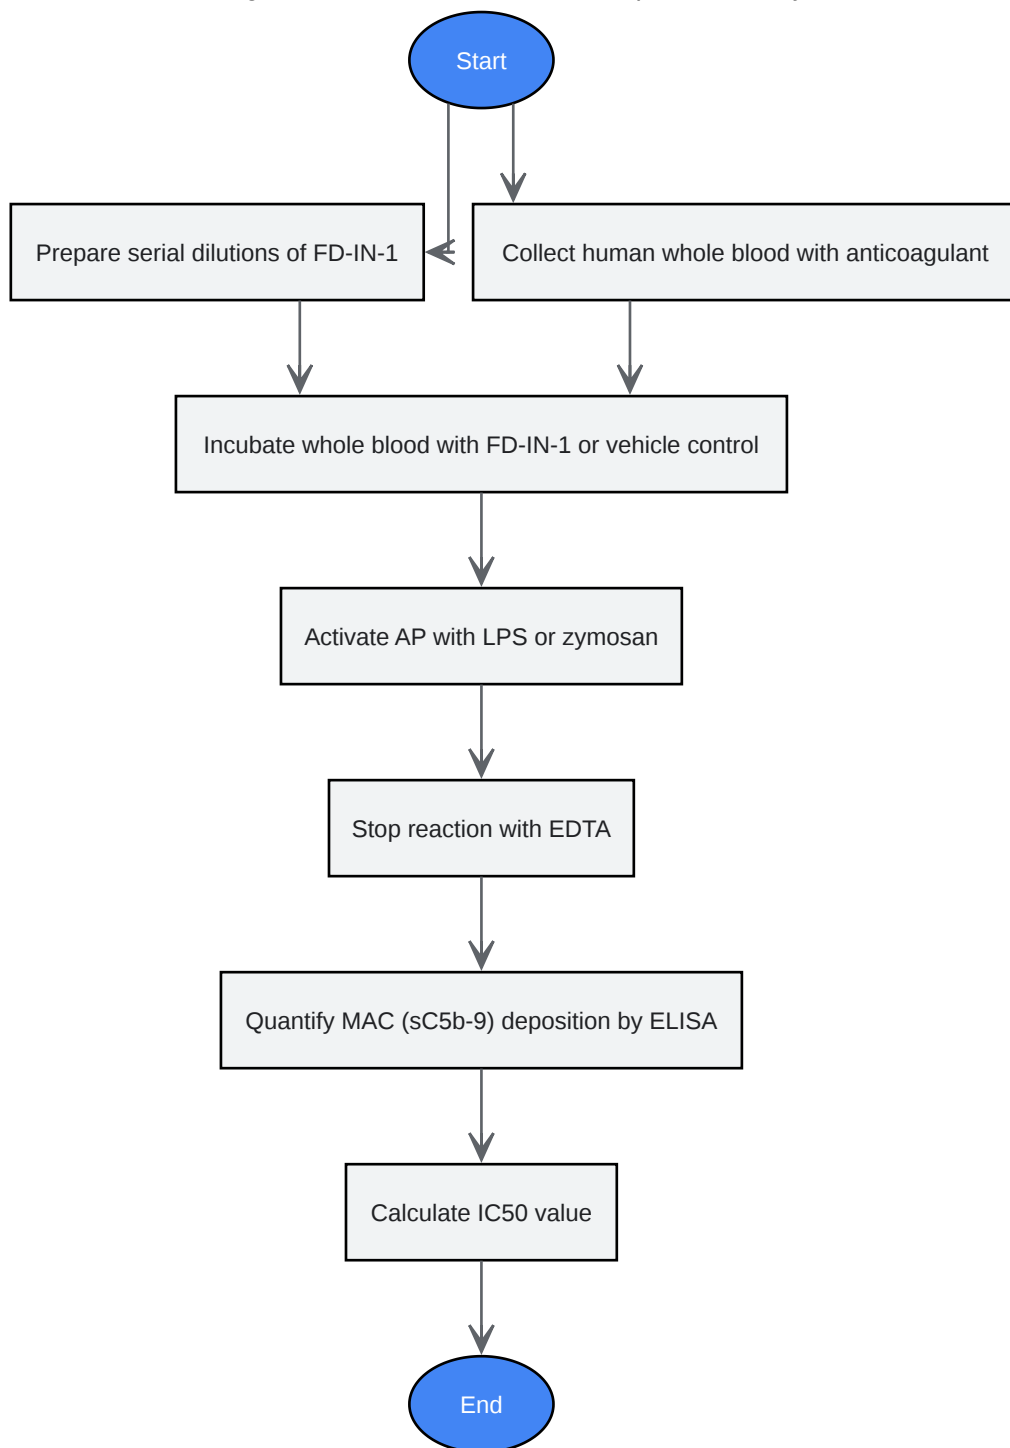 Start
Prepare serial dilutions of FD-IN-1
Collect human whole blood with anticoagulant
Incubate whole blood with FD-IN-1 or vehicle control
Activate AP with LPS or zymosan
Stop reaction with EDTA
Quantify MAC (sC5b-9) deposition by ELISA
Calculate IC50 value
End